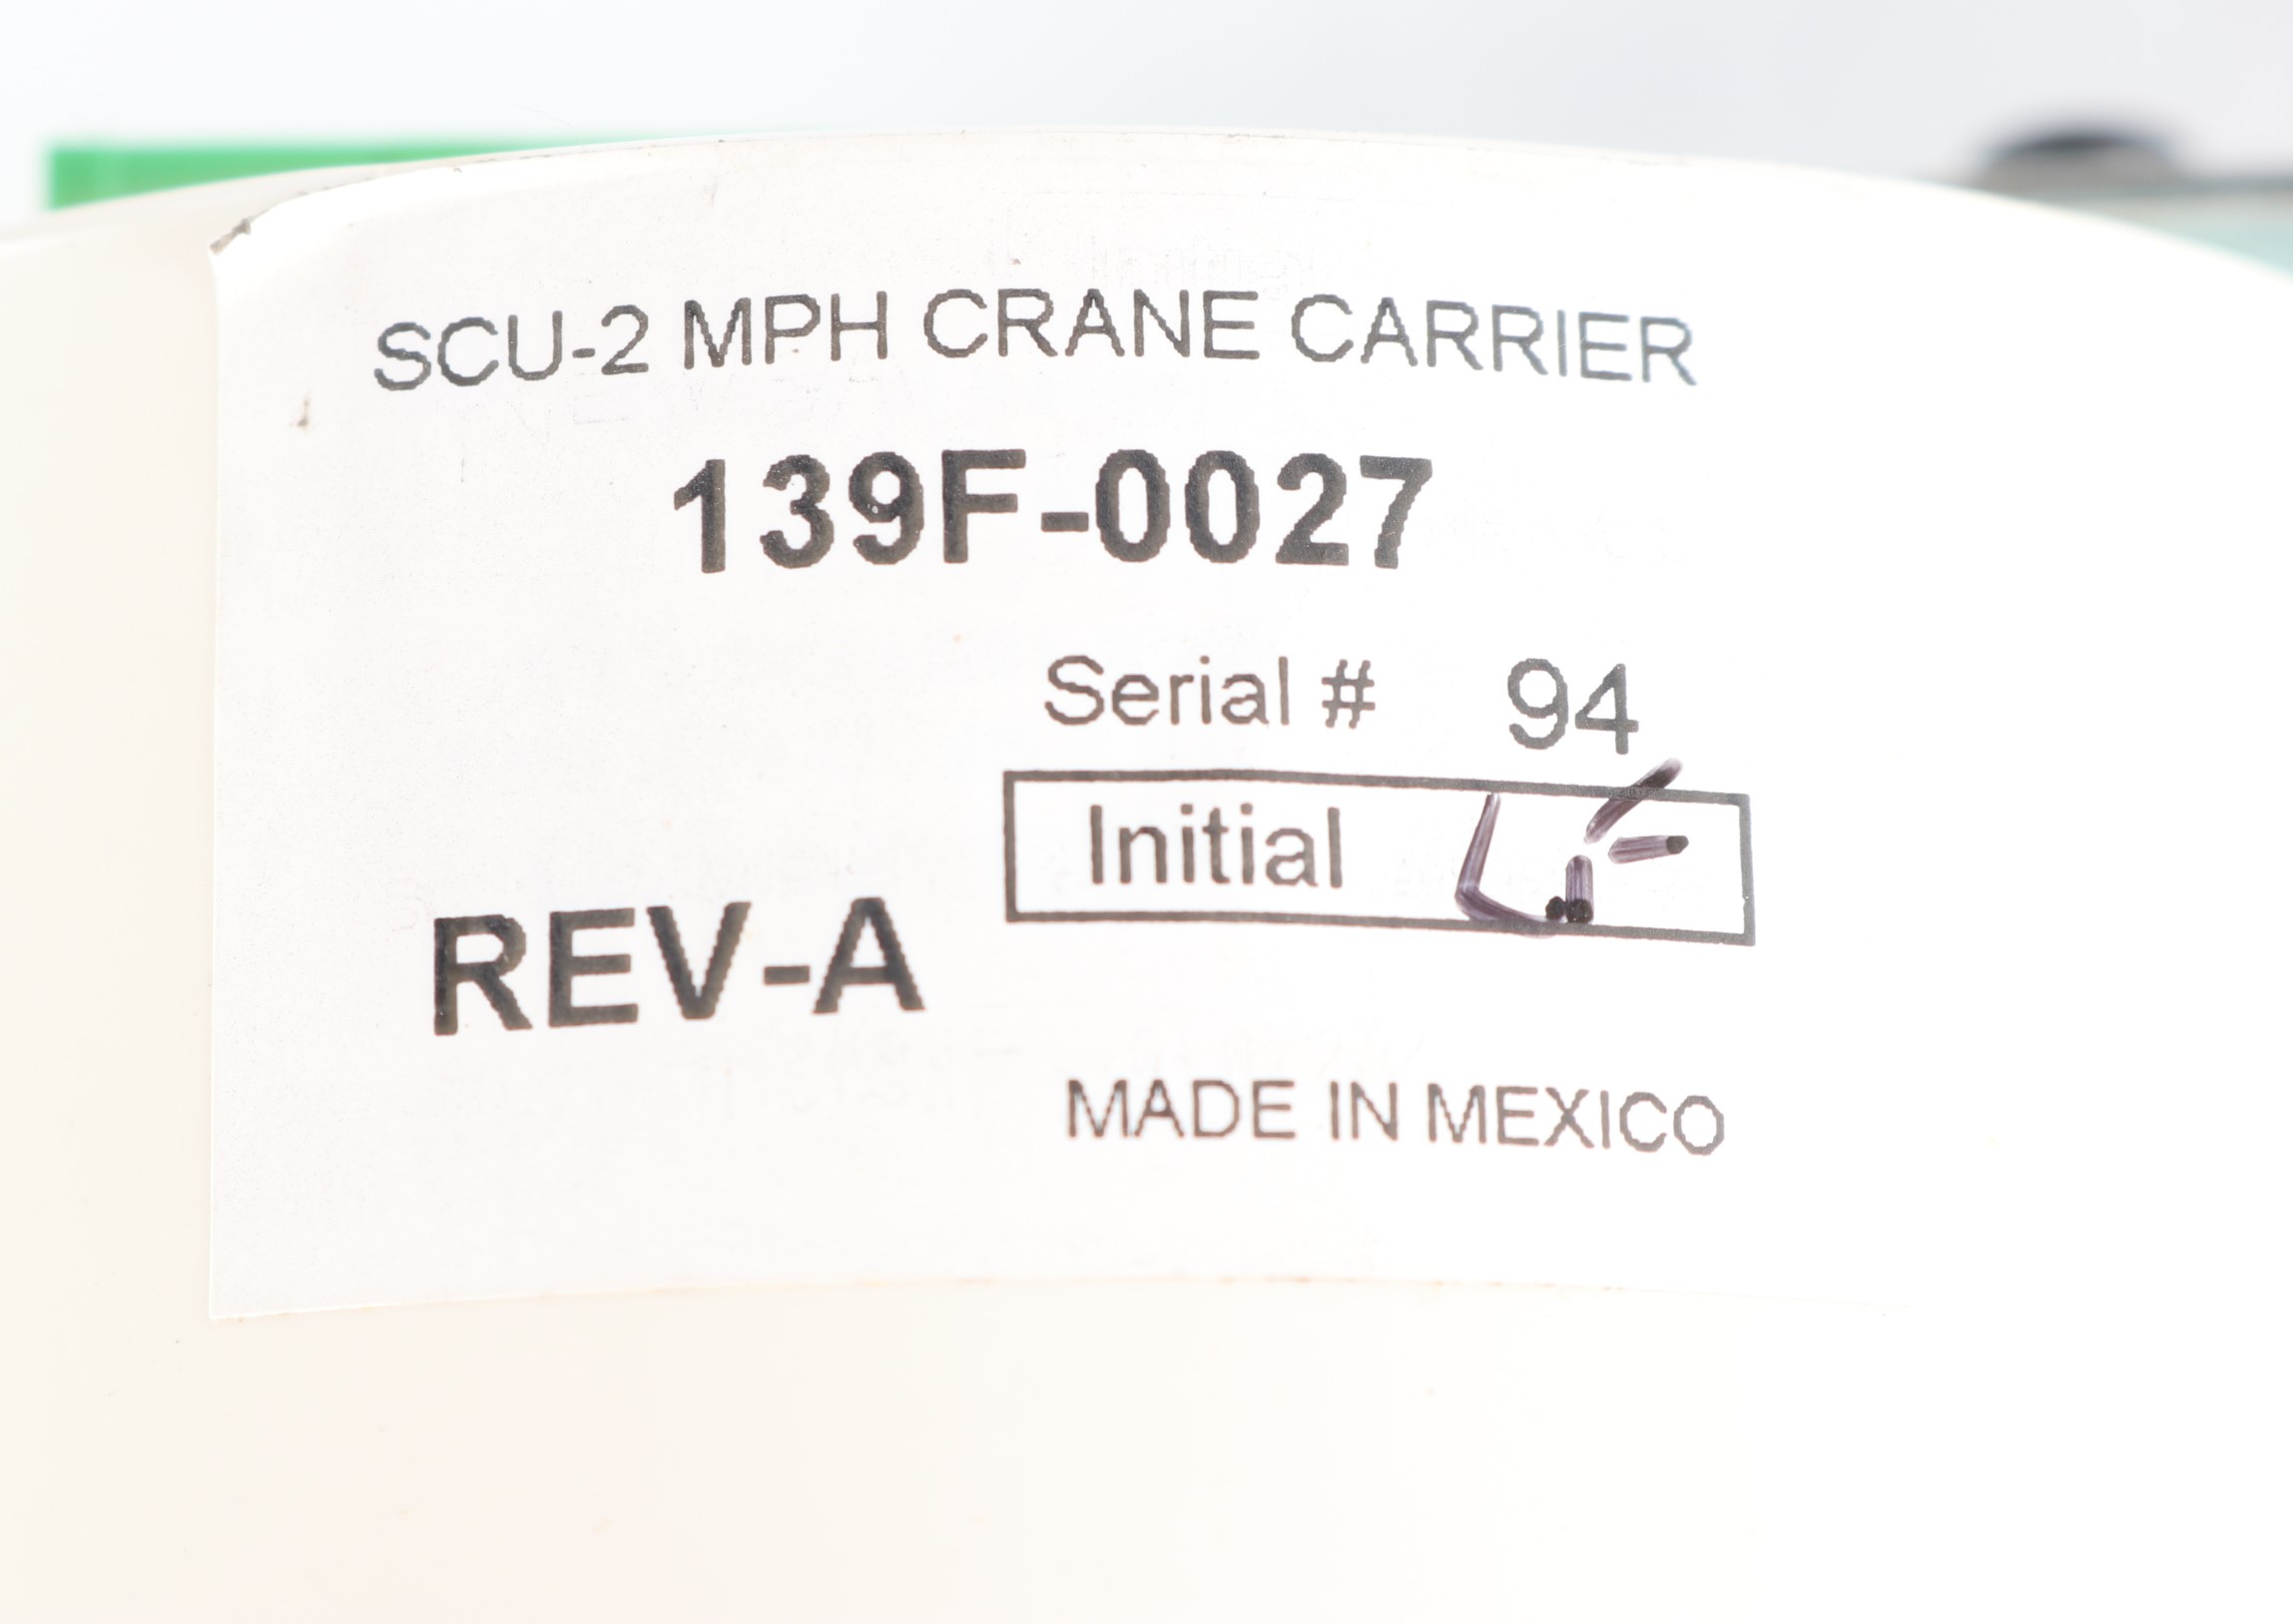 SCU-2 MPH CRANE CARRIER
139F-0027
Serial # 94
Initial
REV-A
MADE IN MEXICO